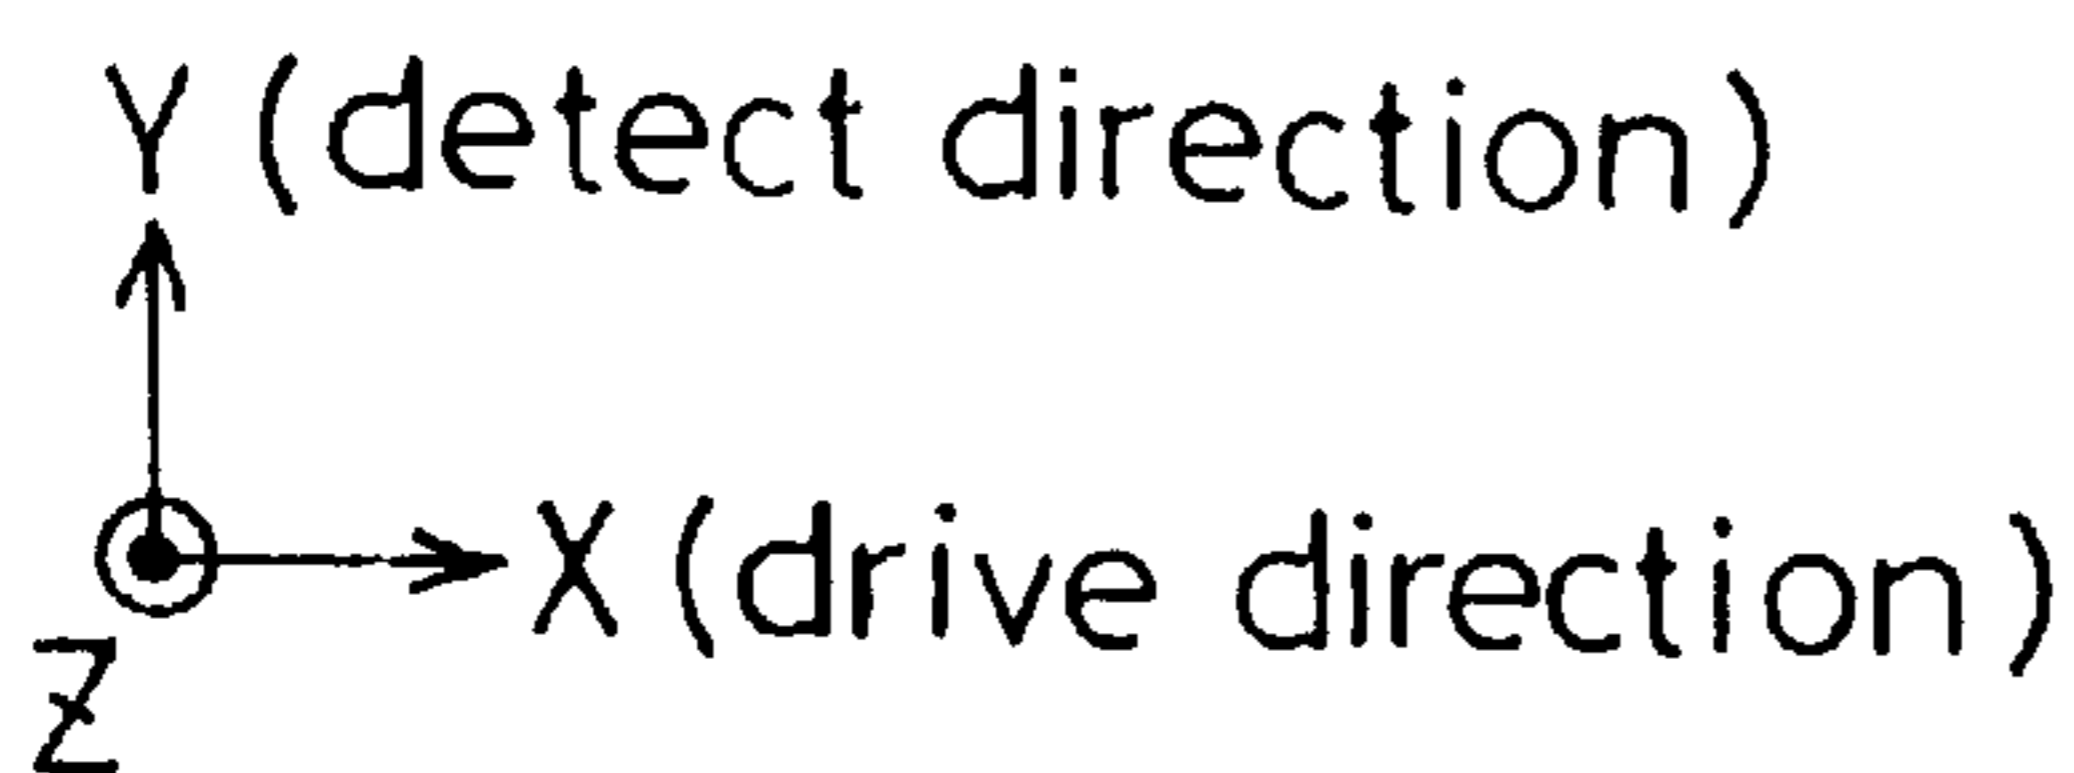 Y (detect direction)
X (drive direction)
Z